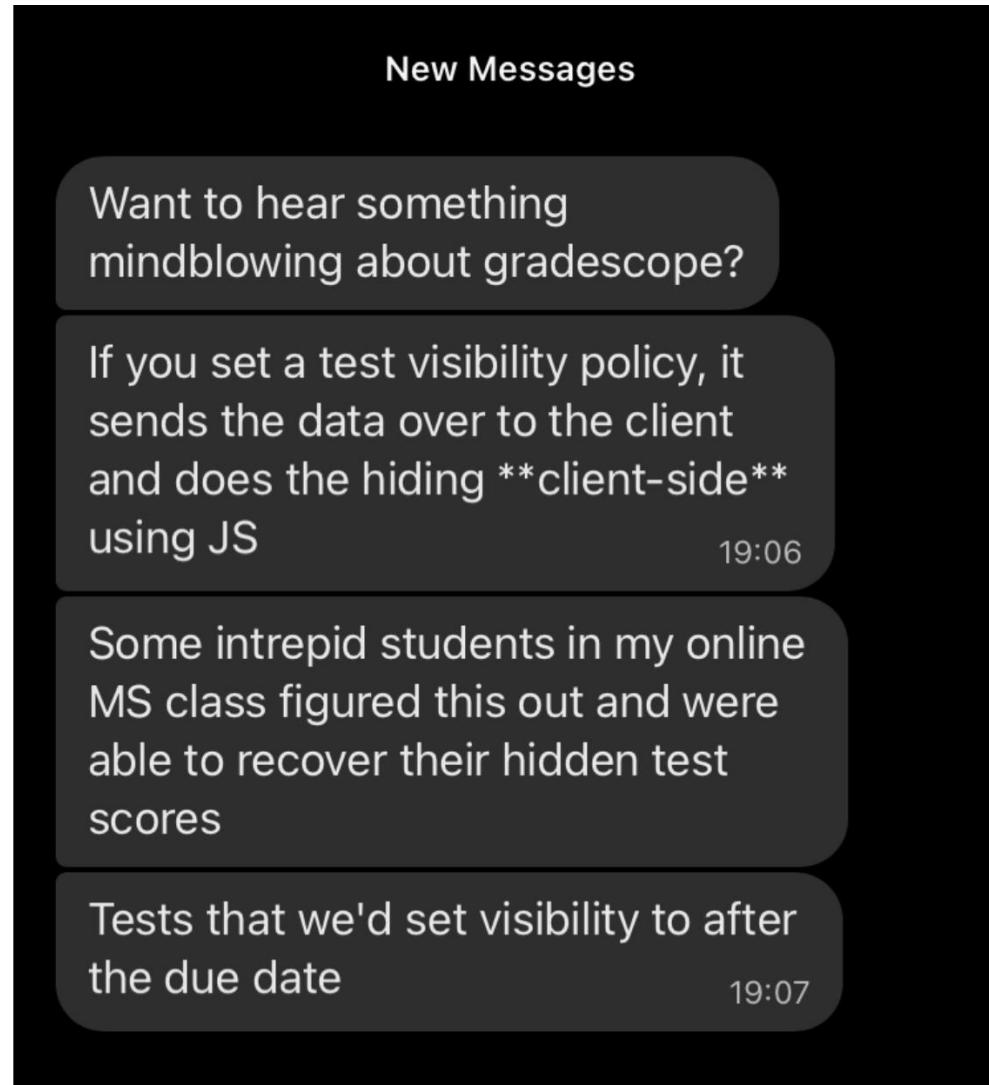 New Messages
Want to hear something
mindblowing about gradescope?
If you set a test visibility policy, it
sends the data over to the client
and does the hiding **client-side**
using JS
19:06
Some intrepid students in my online
MS class figured this out and were
able to recover their hidden test
scores
Tests that we'd set visibility to after
the due date
19:07